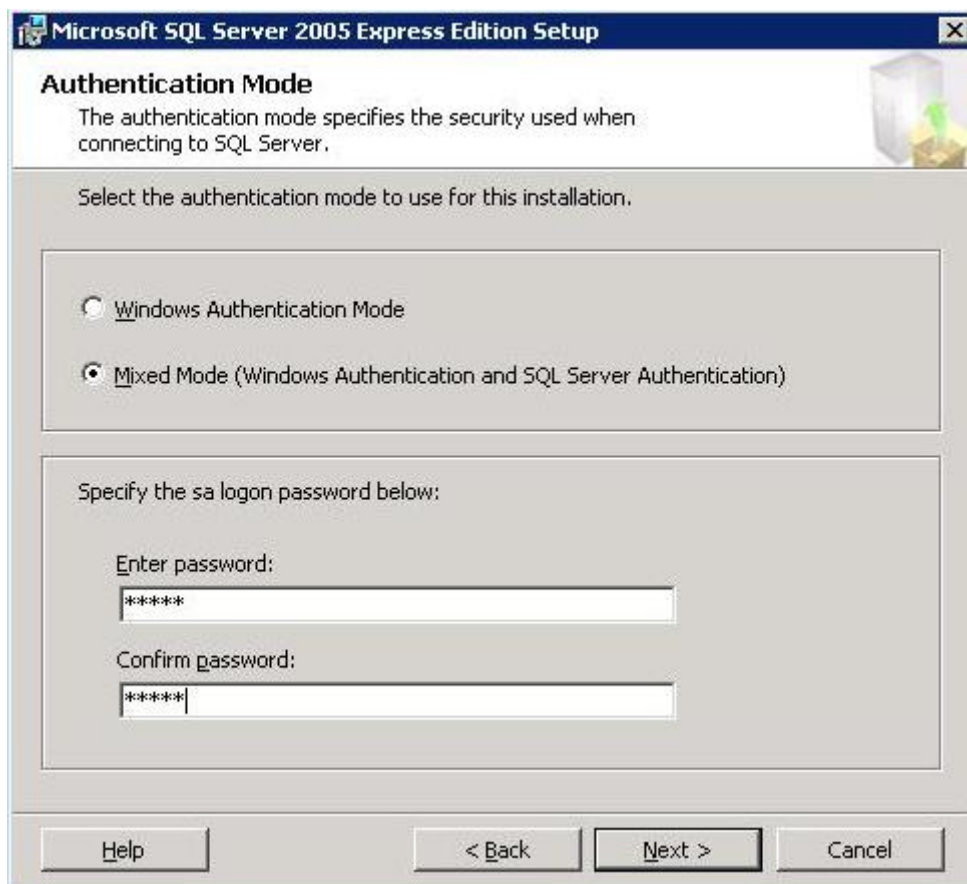 Microsoft SQL Server 2005 Express Edition Setup
Authentication Mode
The authentication mode specifies the security used when
connecting to SQL Server.
Select the authentication mode to use for this installation.
Windows Authentication Mode
Mixed Mode (Windows Authentication and SQL Server Authentication)
Specify the sa logon password below:
Enter password:
*****
Confirm password:
*****
Help
< Back
Next >
Cancel